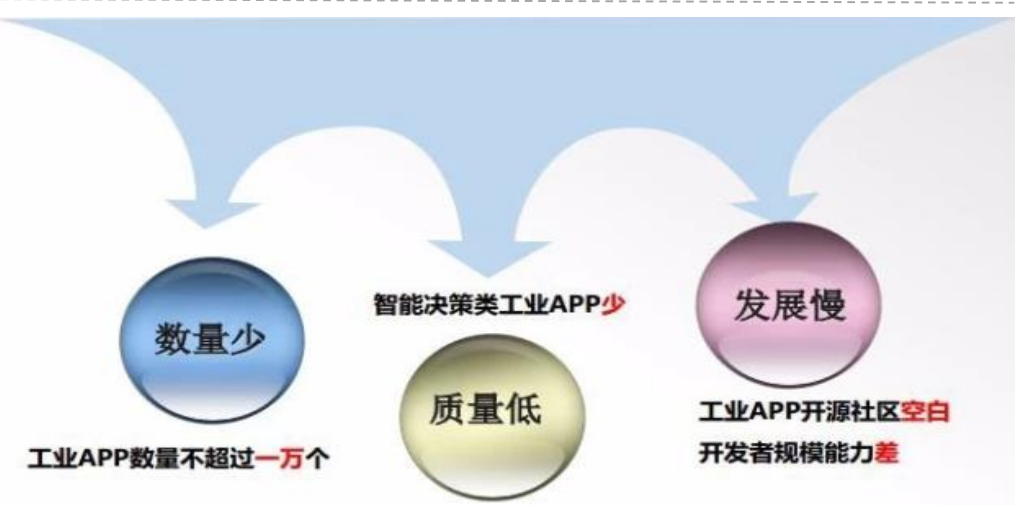 数量少
工业APP数量不超过一万个
智能决策类工业APP少
质量低
发展慢
工业APP开源社区空白
开发者规模能力差